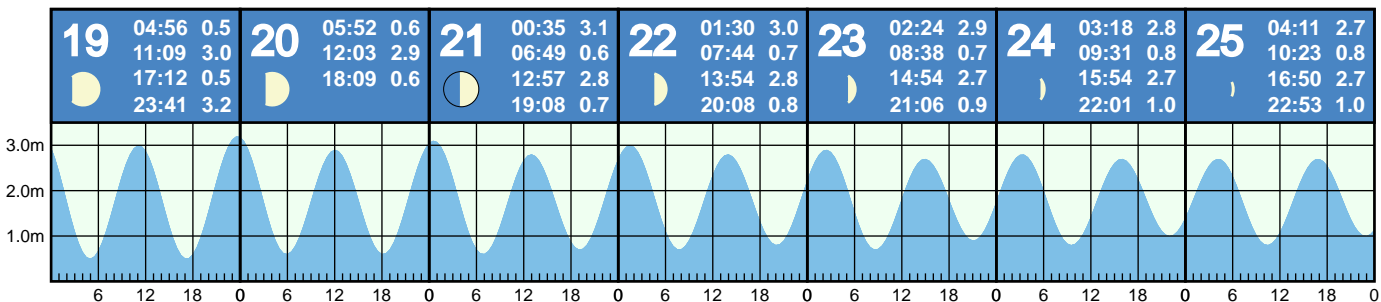 19 04:56 0.5 11:09 3.0 17:12 0.5 23:41 3.2
20 05:52 0.6 12:03 2.9 18:09 0.6
21 00:35 3.1 06:49 0.6 12:57 2.8 19:08 0.7
22 01:30 3.0 07:44 0.7 13:54 2.8 20:08 0.8
23 02:24 2.9 08:38 0.7 14:54 2.7 21:06 0.9
24 03:18 2.8 09:31 0.8 15:54 2.7 22:01 1.0
25 04:11 2.7 10:23 0.8 16:50 2.7 22:53 1.0
3.0m
2.0m
1.0m
6 12 18 0 6 12 18 0 6 12 18 0 6 12 18 0 6 12 18 0 6 12 18 0 6 12 18 0